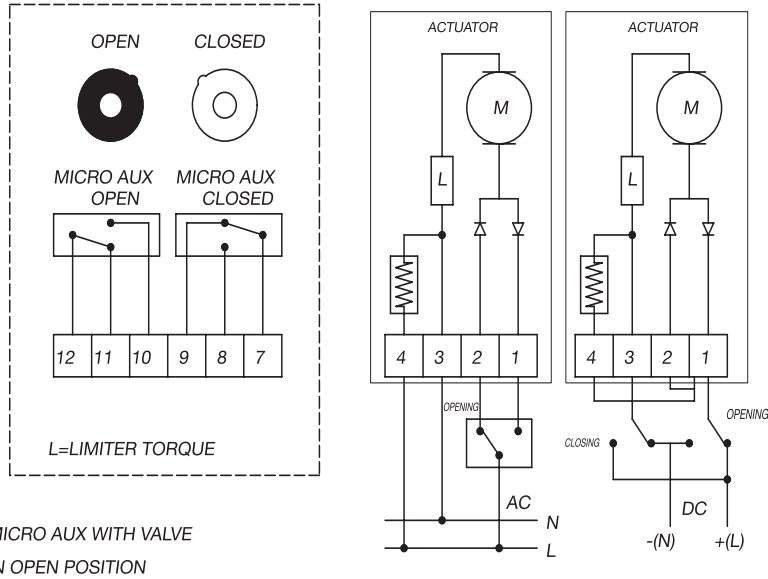 OPEN CLOSED
MICRO AUX OPEN
MICRO AUX CLOSED
12 11 10 9 8 7
L=LIMITER TORQUE
MICRO AUX WITH VALVE
OPEN POSITION
ACTUATOR
M
L
4 3 2 1
OPENING
AC
N
L
ACTUATOR
M
L
4 3 2 1
OPENING
CLOSING
DC
-(N) +(L)